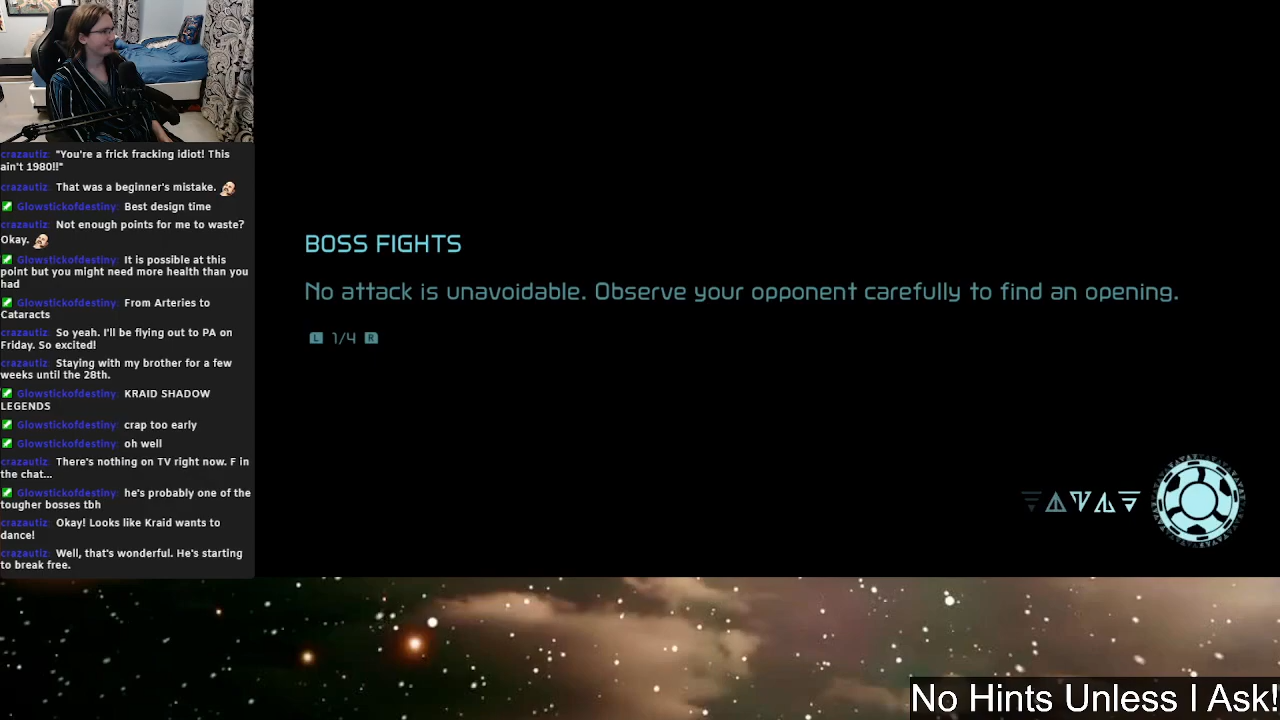 crazautiz: "You're a frick fracking idiot! This
ain't 1980!!"
crazautiz: That was a beginner's mistake.
Glowstickofdestiny: Best design time
crazautiz: Not enough points for me to waste?
Okay.
Glowstickofdestiny: It is possible at this
point but you might need more health than you
had
Glowstickofdestiny: From Arteries to
Cataracts
crazautiz: So yeah. I'll be flying out to PA on
Friday. So excited!
crazautiz: Staying with my brother for a few
weeks until the 28th.
Glowstickofdestiny: KRAID SHADOW
LEGENDS
Glowstickofdestiny: crap too early
Glowstickofdestiny: oh well
crazautiz: There's nothing on TV right now. F in
the chat...
Glowstickofdestiny: he's probably one of the
tougher bosses tbh
crazautiz: Okay! Looks like Kraid wants to
dance!
crazautiz: Well, that's wonderful. He's starting
to break free.
BOSS FIGHTS
No attack is unavoidable. Observe your opponent carefully to find an opening.
L 1/4 R
No Hints Unless I Ask!